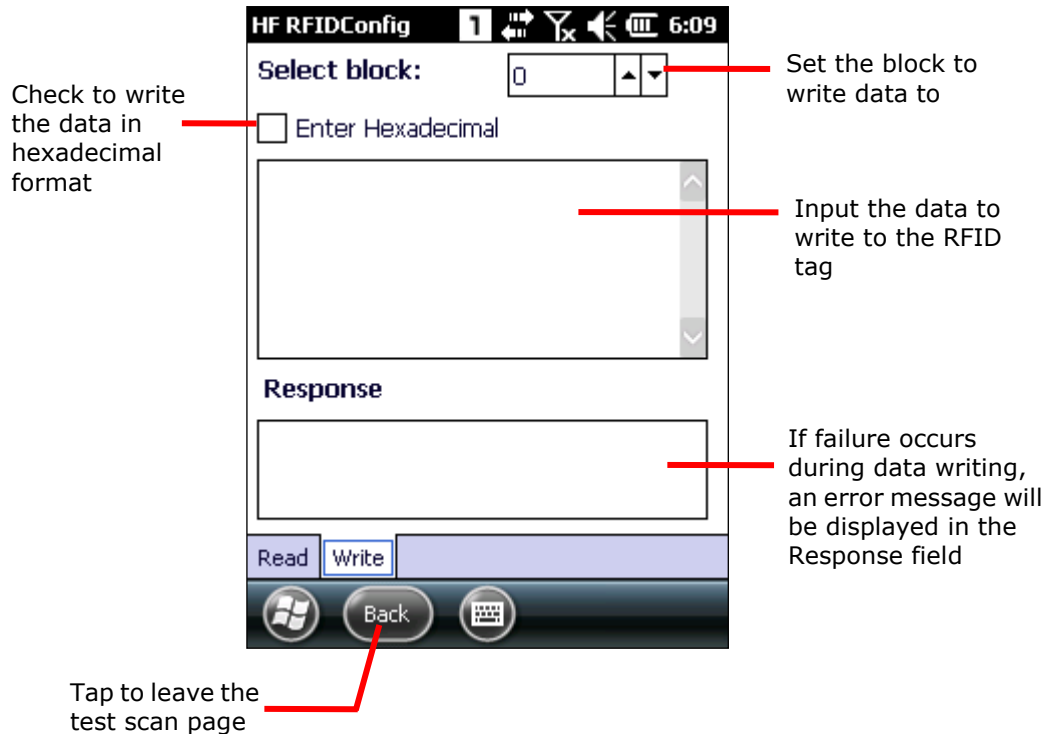 HF RFIDConfig 1 6:09
Select block: 0
Set the block to
write data to
Check to write
the data in
hexadecimal
format
Enter Hexadecimal
Input the data to
write to the RFID
tag
Response
If failure occurs
during data writing,
an error message will
be displayed in the
Response field
Read Write
Back
Tap to leave the
test scan page